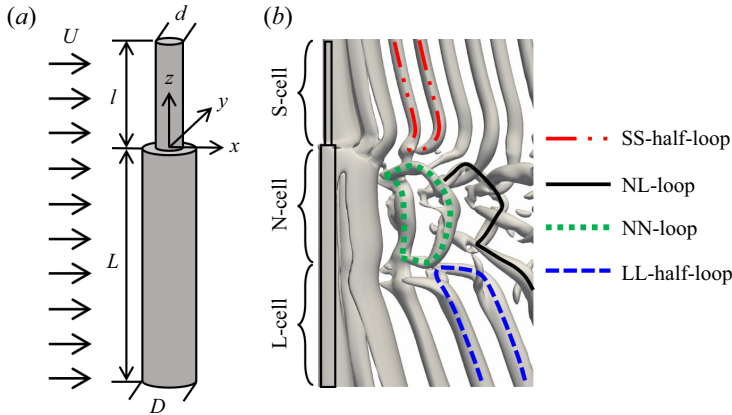 (a)
d
U
l
z
y
x
L
D
(b)
S-cell
N-cell
L-cell
SS-half-loop
NL-loop
NN-loop
LL-half-loop